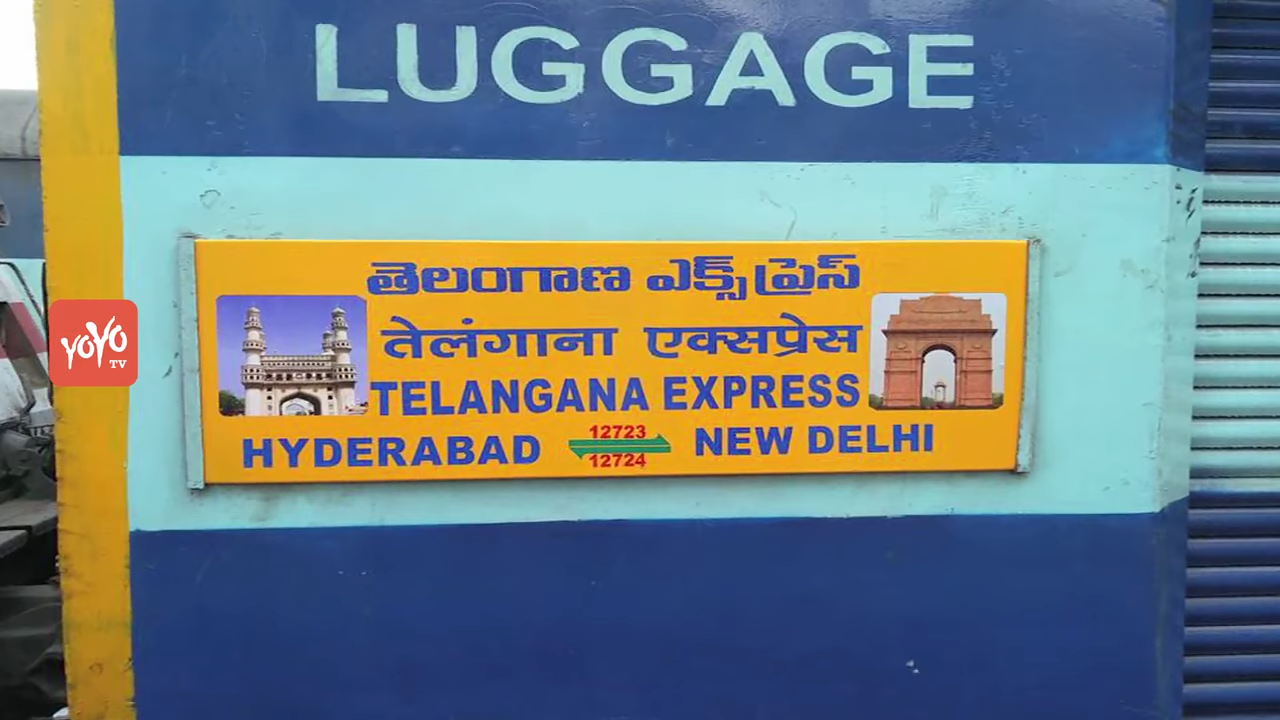 LUGGAGE
తెలంగాణ ఎక్స్ ప్రెస్
तेलंगाना एक्सप्रेस
TELANGANA EXPRESS
HYDERABAD 12723 NEW DELHI
12724
YOYO
TV